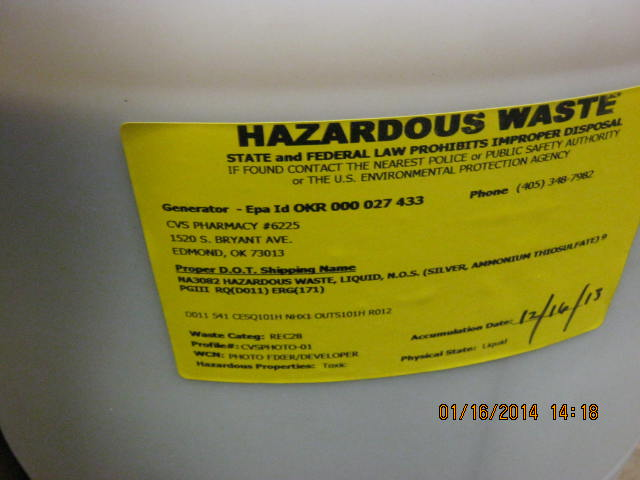 HAZARDOUS WASTE
STATE and FEDERAL LAW PROHIBITS IMPROPER DISPOSAL
IF FOUND CONTACT THE NEAREST POLICE or PUBLIC SAFETY AUTHORITY
or THE U.S. ENVIRONMENTAL PROTECTION AGENCY
Generator - Epa Id OKR 000 027 433 Phone (405) 348-7982
CVS PHARMACY #6225
1520 S. BRYANT AVE.
EDMOND, OK 73013
Proper D.O.T. Shipping Name
NA3082 HAZARDOUS WASTE, LIQUID, N.O.S. (SILVER, AMMONIUM THIOSULFATE) 9
PGIII RQ(D011) ERG(171)
D011 541 CESQ101H NHX1 OUTS101H R012
Waste Categ: REC28 Accumulation Date: 12/16/13
Profile#: CVSPHOTO-01
WCN: PHOTO FIXER/DEVELOPER Physical State: Liquid
Hazardous Properties: Toxic
01/16/2014 14:18